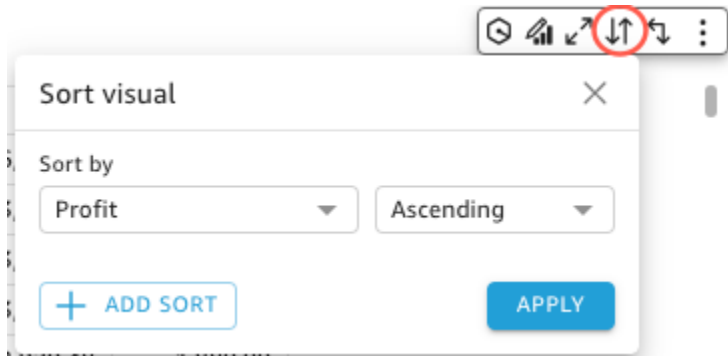 Sort visual
Sort by
Profit
Ascending
ADD SORT
APPLY